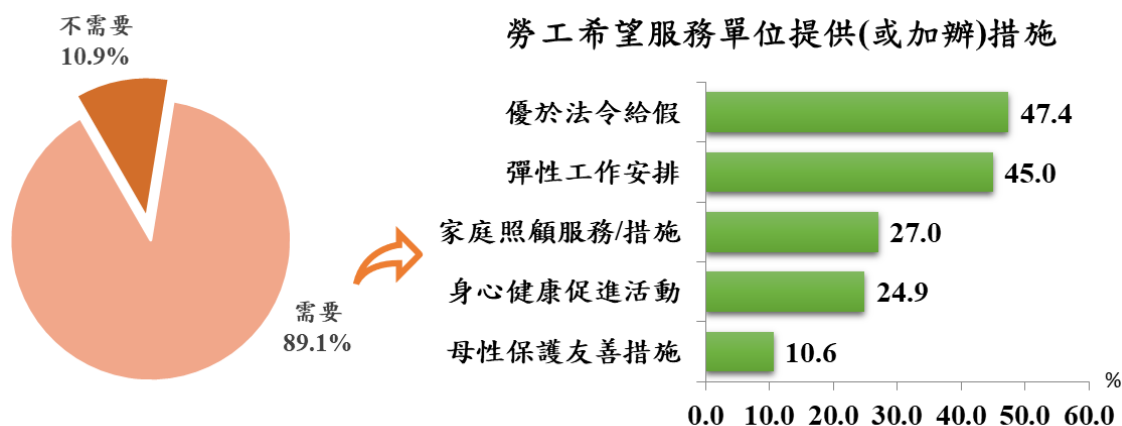 不需要
10.9%
需要
89.1%
勞工希望服務單位提供(或加辦)措施
優於法令給假
47.4
彈性工作安排
45.0
家庭照顧服務/措施
27.0
身心健康促進活動
24.9
母性保護友善措施
10.6
%
0.0 10.0 20.0 30.0 40.0 50.0 60.0